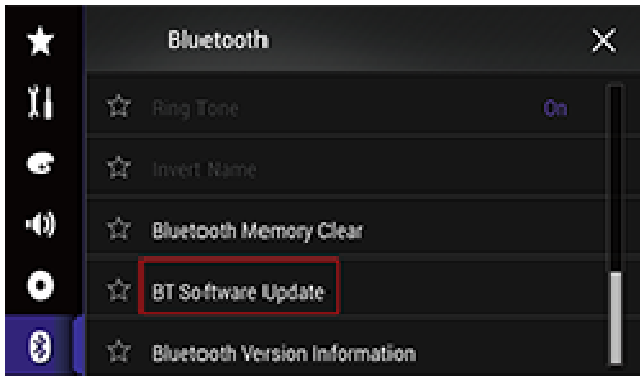 Bluetooth
Ring Tone On
Invert Name
Bluetooth Memory Clear
BT Software Update
Bluetooth Version Information